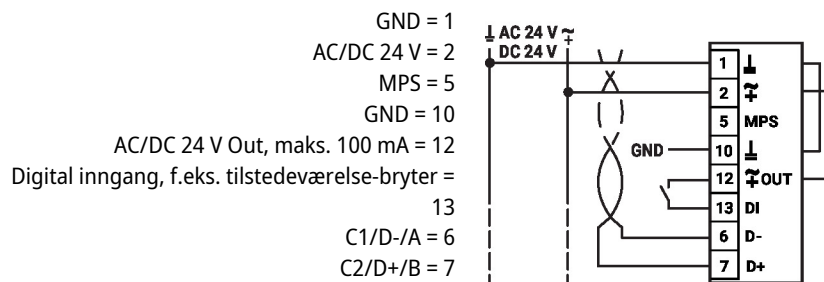 GND = 1
AC/DC 24 V = 2
MPS = 5
GND = 10
AC/DC 24 V Out, maks. 100 mA = 12
Digital inngang, f.eks. tilstedeværelse-bryter =
13
C1/D-/A = 6
C2/D+/B = 7
AC 24 V
DC 24 V
1
2
5 MPS
GND 10
12 OUT
13 DI
6 D-
7 D+